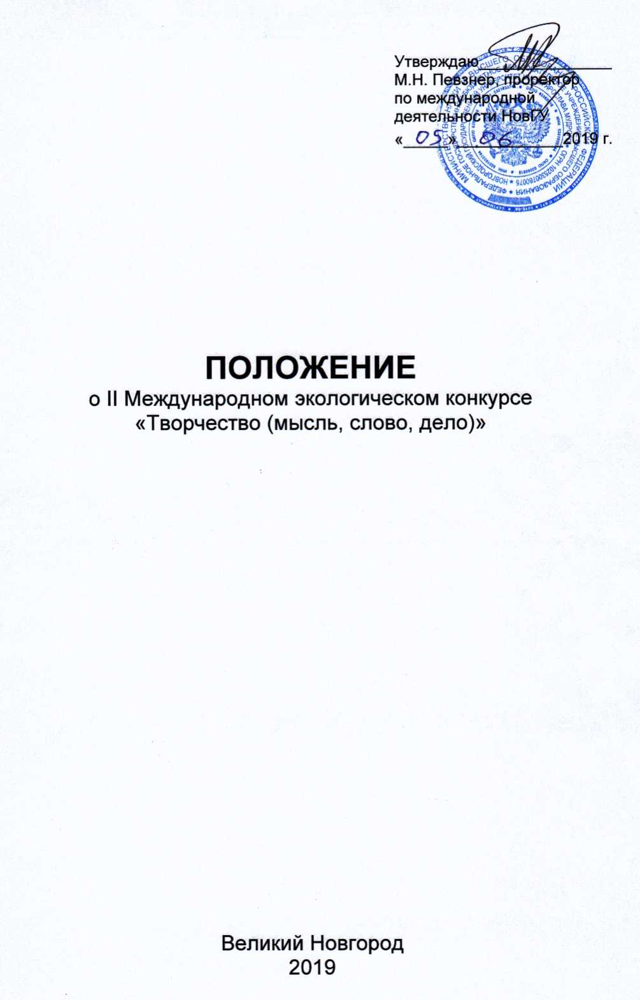 Утверждаю
М.Н. Певзнер, проректор
по международной
деятельности НовГУ
« 05 » 06 2019 г.
ПОЛОЖЕНИЕ
о II Международном экологическом конкурсе
«Творчество (мысль, слово, дело)»
Великий Новгород
2019